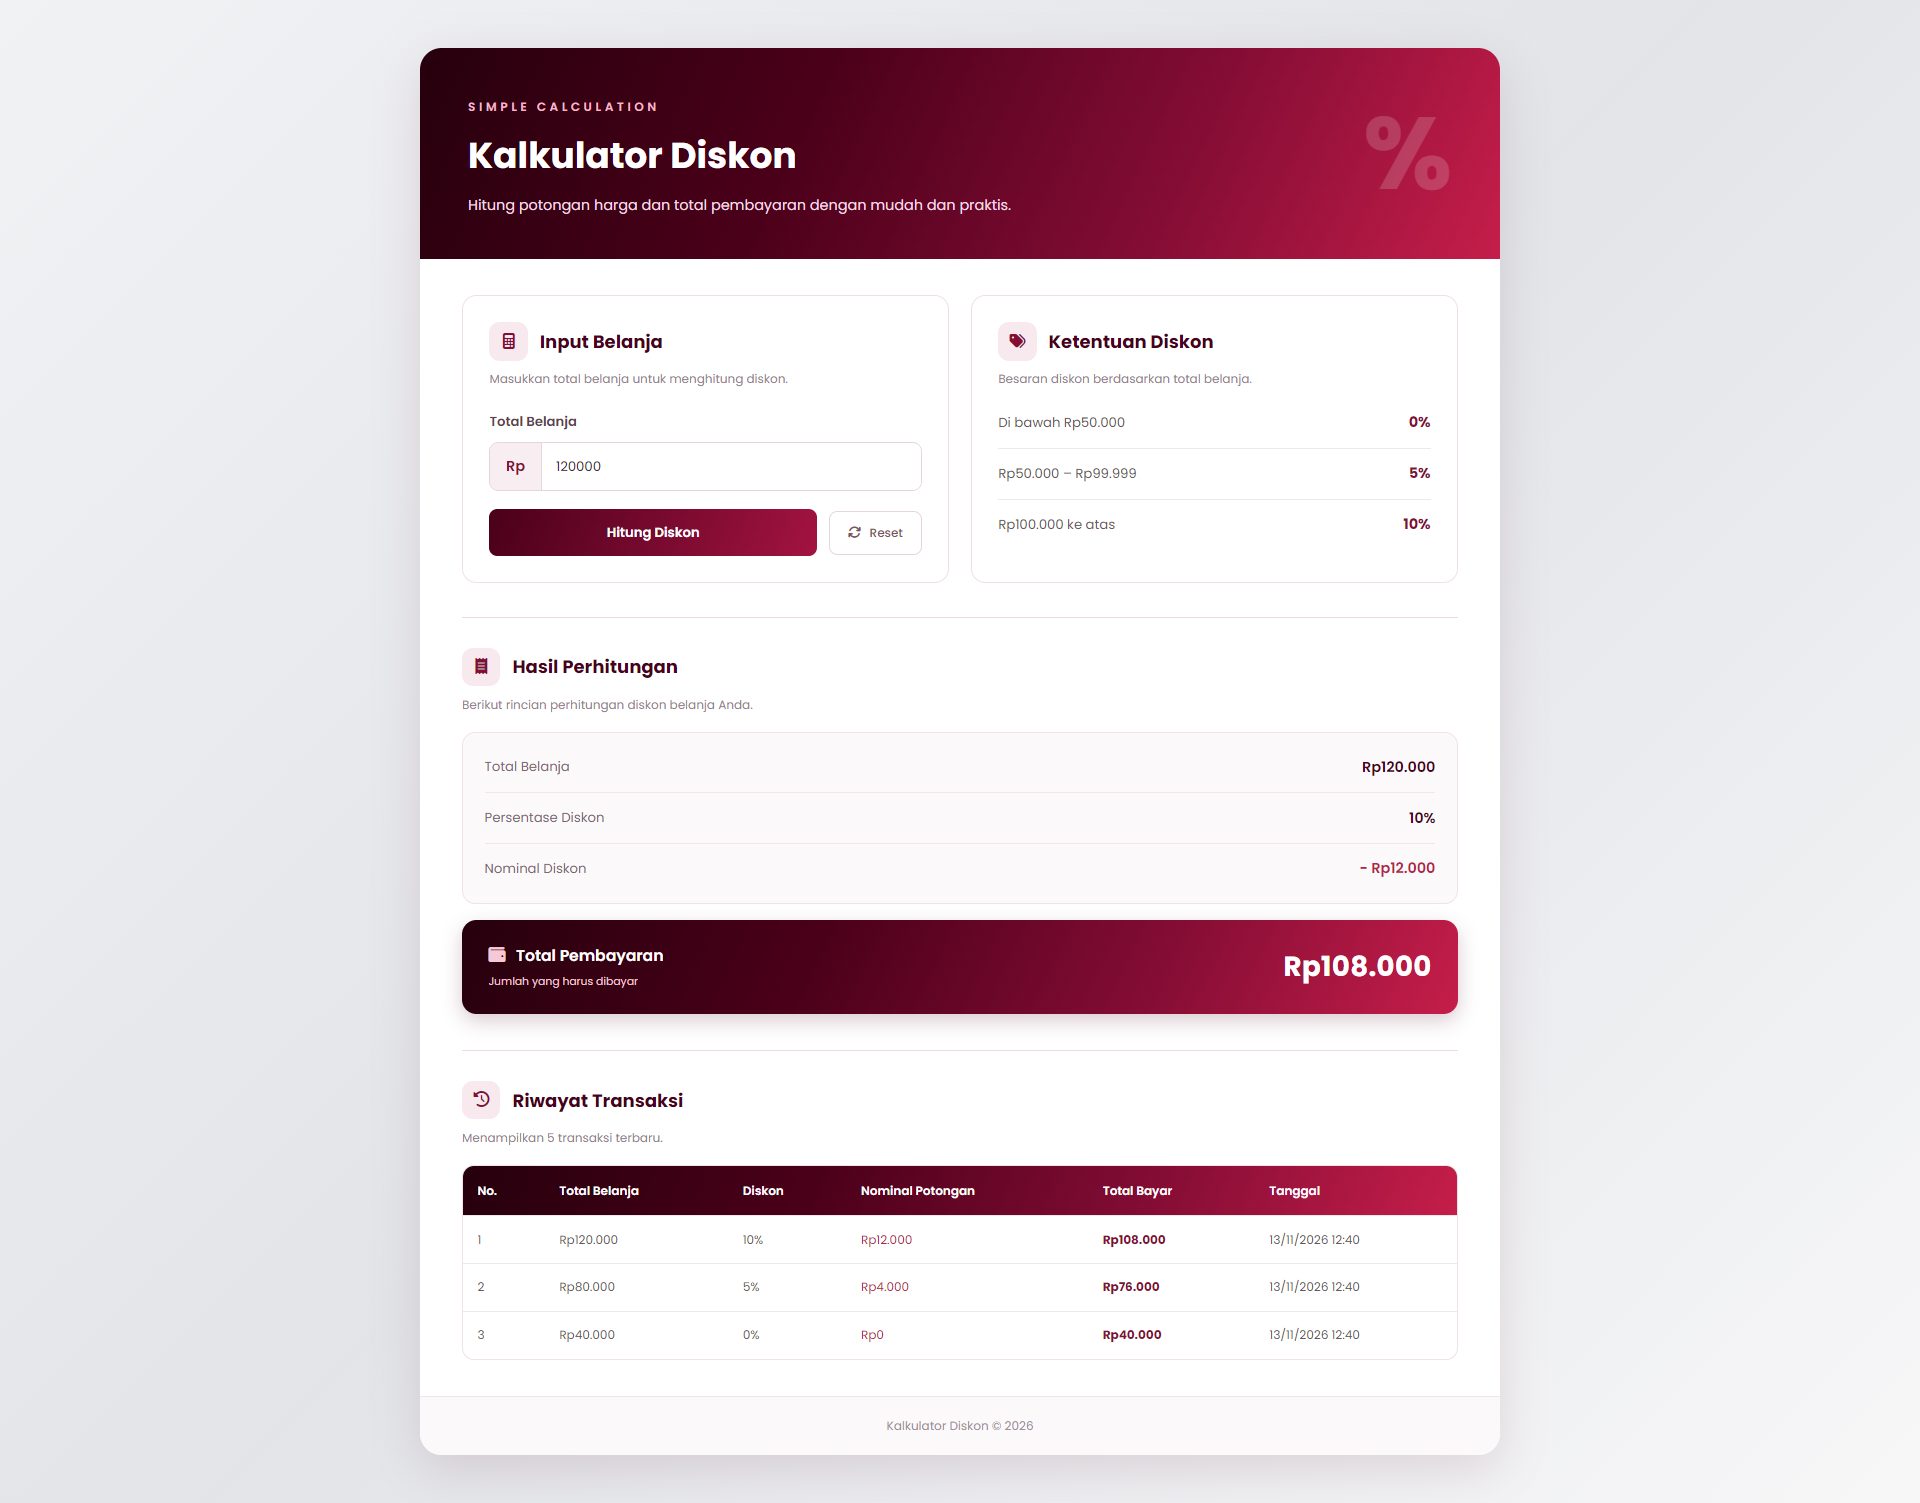 SIMPLE CALCULATION
Kalkulator Diskon
Hitung potongan harga dan total pembayaran dengan mudah dan praktis.
%
Input Belanja
Masukkan total belanja untuk menghitung diskon.
Total Belanja
Rp 120000
Hitung Diskon Reset
Ketentuan Diskon
Besaran diskon berdasarkan total belanja.
Di bawah Rp50.000 0%
Rp50.000 – Rp99.999 5%
Rp100.000 ke atas 10%
Hasil Perhitungan
Berikut rincian perhitungan diskon belanja Anda.
Total Belanja Rp120.000
Persentase Diskon 10%
Nominal Diskon - Rp12.000
Total Pembayaran
Jumlah yang harus dibayar
Rp108.000
Riwayat Transaksi
Menampilkan 5 transaksi terbaru.
No. Total Belanja Diskon Nominal Potongan Total Bayar Tanggal
1 Rp120.000 10% Rp12.000 Rp108.000 13/11/2026 12:40
2 Rp80.000 5% Rp4.000 Rp76.000 13/11/2026 12:40
3 Rp40.000 0% Rp0 Rp40.000 13/11/2026 12:40
Kalkulator Diskon © 2026